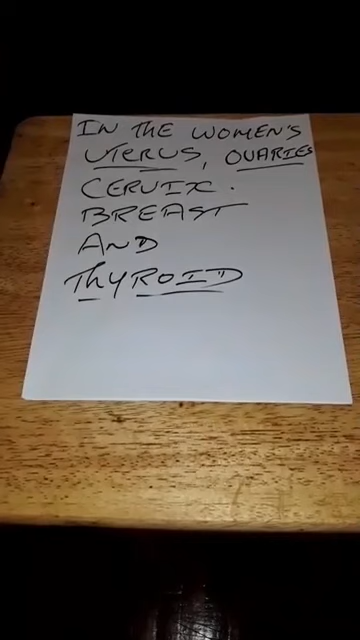 IN THE WOMEN'S
UTERUS, OVARIES
CERVIX.
BREAST
AND
THYROID